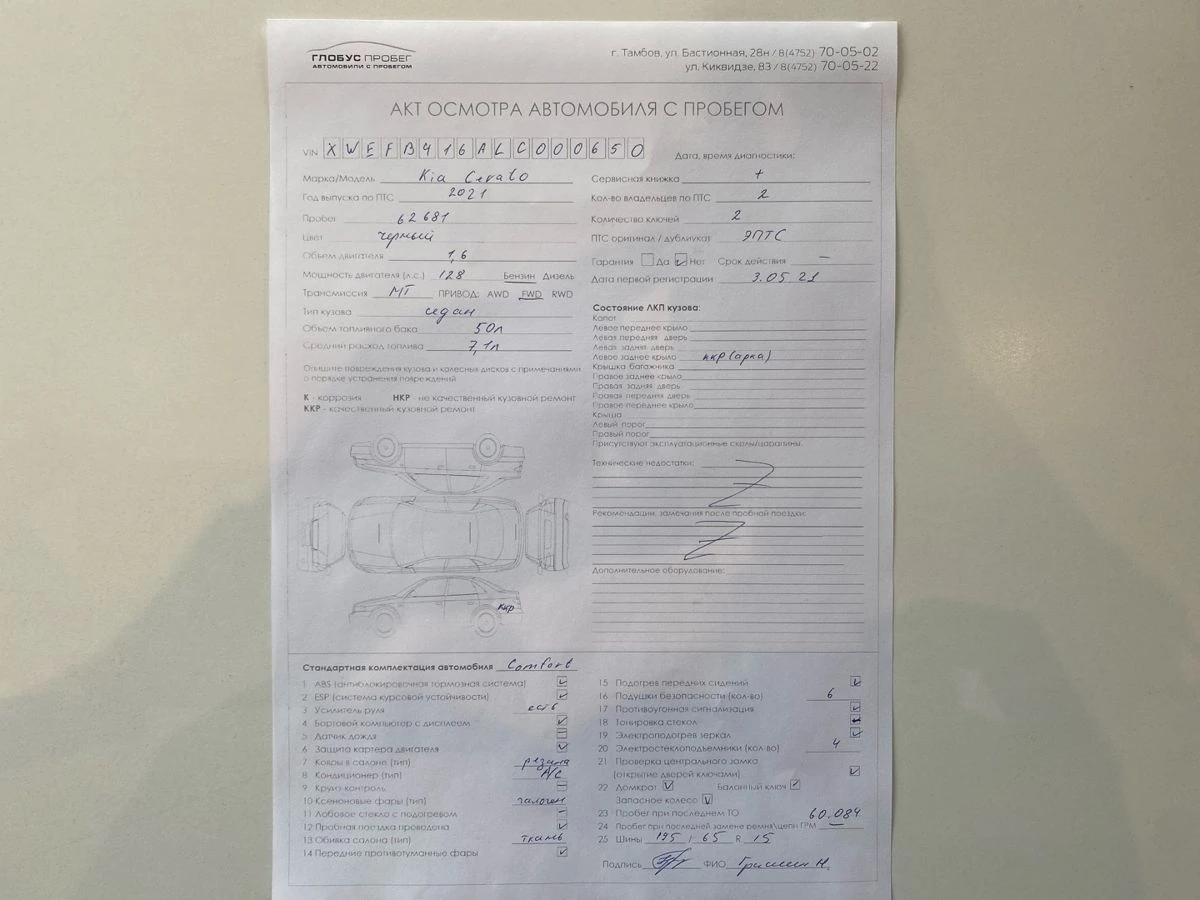 ГЛОБУС ПРОБЕГ
АВТОМОБИЛИ С ПРОБЕГОМ
г. Тамбов, ул. Бастионная, 28н / 8(4752) 70-05-02
ул. Киквидзе, 83 / 8(4752) 70-05-22
АКТ ОСМОТРА АВТОМОБИЛЯ С ПРОБЕГОМ
VIN XWEFB416ALC000650
Марка/Модель Kia Cerato
Год выпуска по ПТС 2021
Пробег 62 681
Цвет черный
Объем двигателя 1,6
Мощность двигателя (л.с.) 128 Бензин Дизель
Трансмиссия МТ ПРИВОД: AWD FWD RWD
Тип кузова седан
Объем топливного бака 50л
Средний расход топлива 7,1л
Опишите повреждения кузова и колесных дисков с примечаниями
о порядке устранения повреждений
К - коррозия НКР - не качественный кузовной ремонт
ККР - качественный кузовной ремонт
ккр
Дата, время диагностики:
Сервисная книжка +
Кол-во владельцев по ПТС 2
Количество ключей 2
ПТС оригинал / дубликат ЭПТС
Гарантия Да Нет Срок действия —
Дата первой регистрации 3.05.21
Состояние ЛКП кузова:
Капот
Левое переднее крыло
Левая передняя дверь
Левая задняя дверь
Левое заднее крыло ккр (арка)
Крышка багажника
Правое заднее крыло
Правая задняя дверь
Правая передняя дверь
Правое переднее крыло
Крыша
Левый порог
Правый порог
Присутствуют эксплуатационные сколы/царапины.
Технические недостатки: Z
Рекомендации, замечания после пробной поездки: Z
Дополнительное оборудование:
Стандартная комплектация автомобиля Comfort
1 ABS (антиблокировочная тормозная система)
2 ESP (система курсовой устойчивости)
3 Усилитель руля есть
4 Бортовой компьютер с дисплеем
5 Датчик дождя
6 Защита картера двигателя
7 Ковры в салоне (тип) резина
8 Кондиционер (тип) A/C
9 Круиз-контроль
10 Ксеноновые фары (тип) галоген
11 Лобовое стекло с подогревом
12 Пробная поездка проведена
13 Обивка салона (тип) ткань
14 Передние противотуманные фары
15 Подогрев передних сидений
16 Подушки безопасности (кол-во) 6
17 Противоугонная сигнализация
18 Тонировка стекол
19 Электроподогрев зеркал
20 Электростеклоподъемники (кол-во) 4
21 Проверка центрального замка
(открытие дверей ключами)
22 Домкрат Баланный ключ
Запасное колесо
23 Пробег при последнем ТО 60.084
24 Пробег при последней замене ремня\цепи ГРМ —
25 Шины 195 / 65 R 15
Подпись ФИО